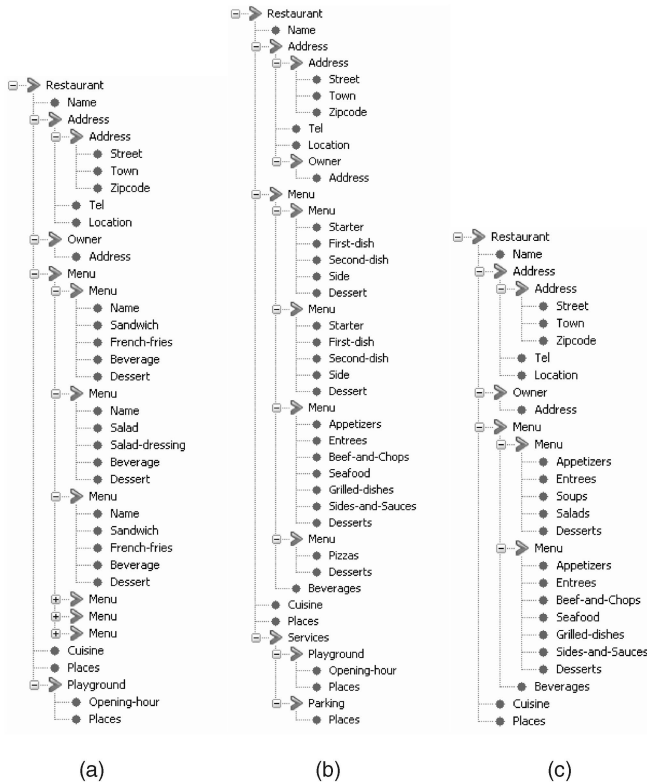 Restaurant
Name
Address
Address
Street
Town
Zipcode
Tel
Location
Owner
Address
Menu
Menu
Name
Sandwich
French-fries
Beverage
Dessert
Menu
Name
Salad
Salad-dressing
Beverage
Dessert
Menu
Name
Sandwich
French-fries
Beverage
Dessert
Menu
Menu
Menu
Cuisine
Places
Playground
Opening-hour
Places
(a)
Restaurant
Name
Address
Address
Street
Town
Zipcode
Tel
Location
Owner
Address
Menu
Menu
Starter
First-dish
Second-dish
Side
Dessert
Menu
Starter
First-dish
Second-dish
Side
Dessert
Menu
Appetizers
Entrees
Beef-and-Chops
Seafood
Grilled-dishes
Sides-and-Sauces
Desserts
Menu
Pizzas
Desserts
Beverages
Cuisine
Places
Services
Playground
Opening-hour
Places
Parking
Places
(b)
Restaurant
Name
Address
Address
Street
Town
Zipcode
Tel
Location
Owner
Address
Menu
Menu
Appetizers
Entrees
Soups
Salads
Desserts
Menu
Appetizers
Entrees
Beef-and-Chops
Seafood
Grilled-dishes
Sides-and-Sauces
Desserts
Beverages
Cuisine
Places
(c)